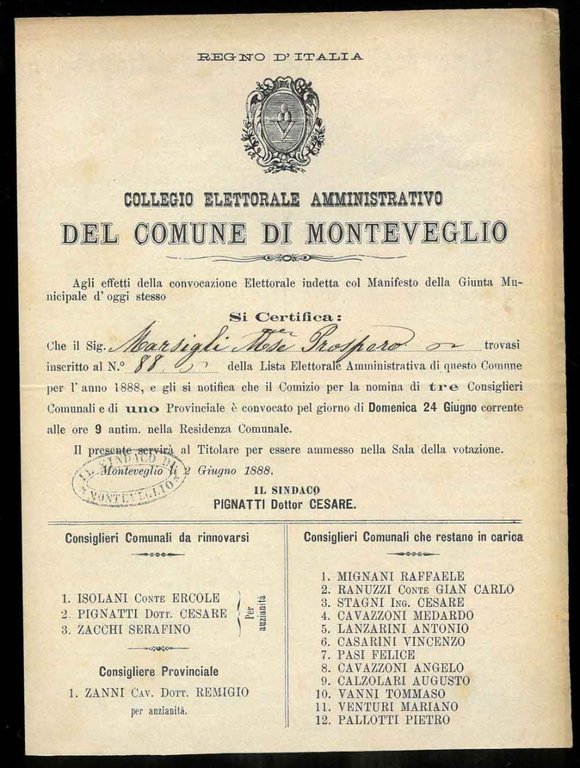 REGNO D'ITALIA
COLLEGIO ELETTORALE AMMINISTRATIVO
DEL COMUNE DI MONTEVEGLIO
Agli effetti della convocazione Elettorale indetta col Manifesto della Giunta Mu-
nicipale d'oggi stesso
Si Certifica:
Che il Sig. Marsigli Mse Prospero trovasi
inscritto al N.º 88 della Lista Elettorale Amministrativa di questo Comune
per l'anno 1888, e gli si notifica che il Comizio per la nomina di tre Consiglieri
Comunali e di uno Provinciale è convocato pel giorno di Domenica 24 Giugno corrente
alle ore 9 antim. nella Residenza Comunale.
Il presente servirà al Titolare per essere ammesso nella Sala della votazione.
Monteveglio li 2 Giugno 1888.
IL SINDACO DI
MONTEVEGLIO
IL SINDACO
PIGNATTI Dottor CESARE.
Consiglieri Comunali da rinnovarsi
1. ISOLANI CONTE ERCOLE
2. PIGNATTI DOTT. CESARE
3. ZACCHI SERAFINO
Per
anzianità
Consigliere Provinciale
1. ZANNI CAV. DOTT. REMIGIO
per anzianità.
Consiglieri Comunali che restano in carica
1. MIGNANI RAFFAELE
2. RANUZZI CONTE GIAN CARLO
3. STAGNI ING. CESARE
4. CAVAZZONI MEDARDO
5. LANZARINI ANTONIO
6. CASARINI VINCENZO
7. PASI FELICE
8. CAVAZZONI ANGELO
9. CALZOLARI AUGUSTO
10. VANNI TOMMASO
11. VENTURI MARIANO
12. PALLOTTI PIETRO